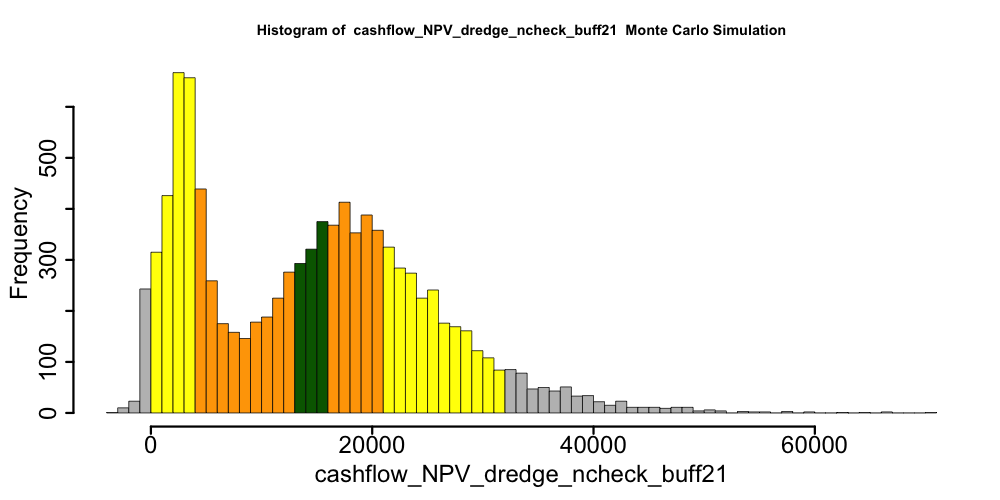 Histogram of  cashflow_NPV_dredge_ncheck_buff21  Monte Carlo Simulation
Frequency
500
300
100
0
0 20000 40000 60000
cashflow_NPV_dredge_ncheck_buff21